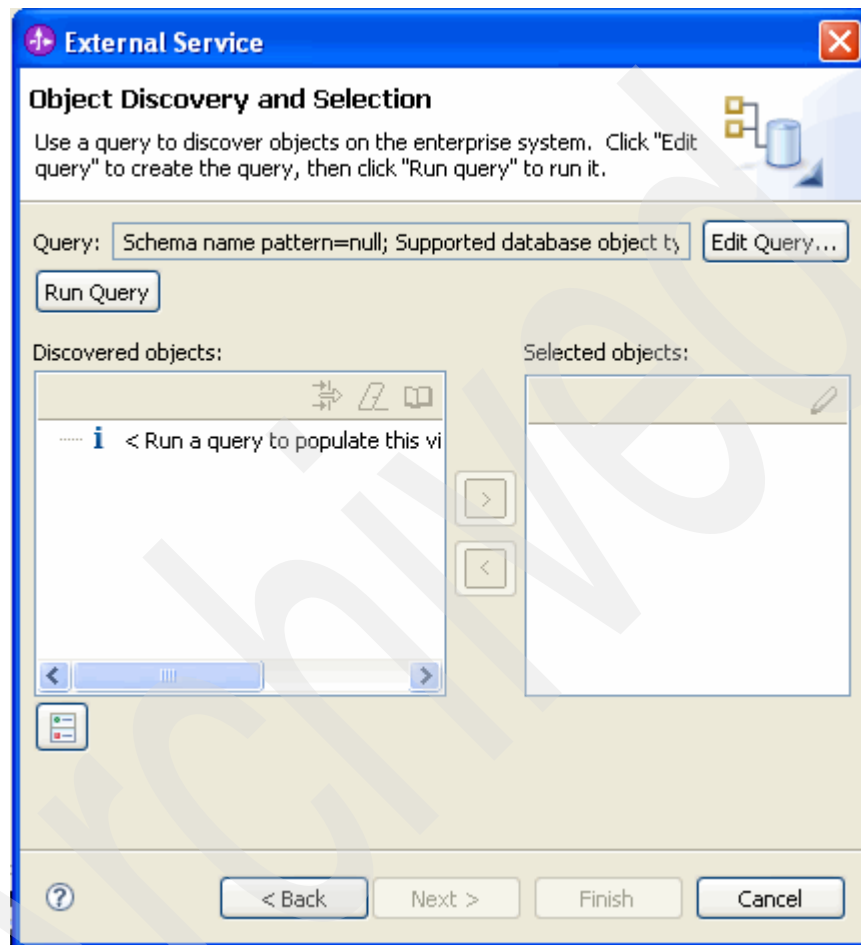 External Service
Object Discovery and Selection
Use a query to discover objects on the enterprise system. Click "Edit
query" to create the query, then click "Run query" to run it.
Query: Schema name pattern=null; Supported database object ty Edit Query...
Run Query
Discovered objects: Selected objects:
i < Run a query to populate this vi
>
<
? < Back Next > Finish Cancel
Archived